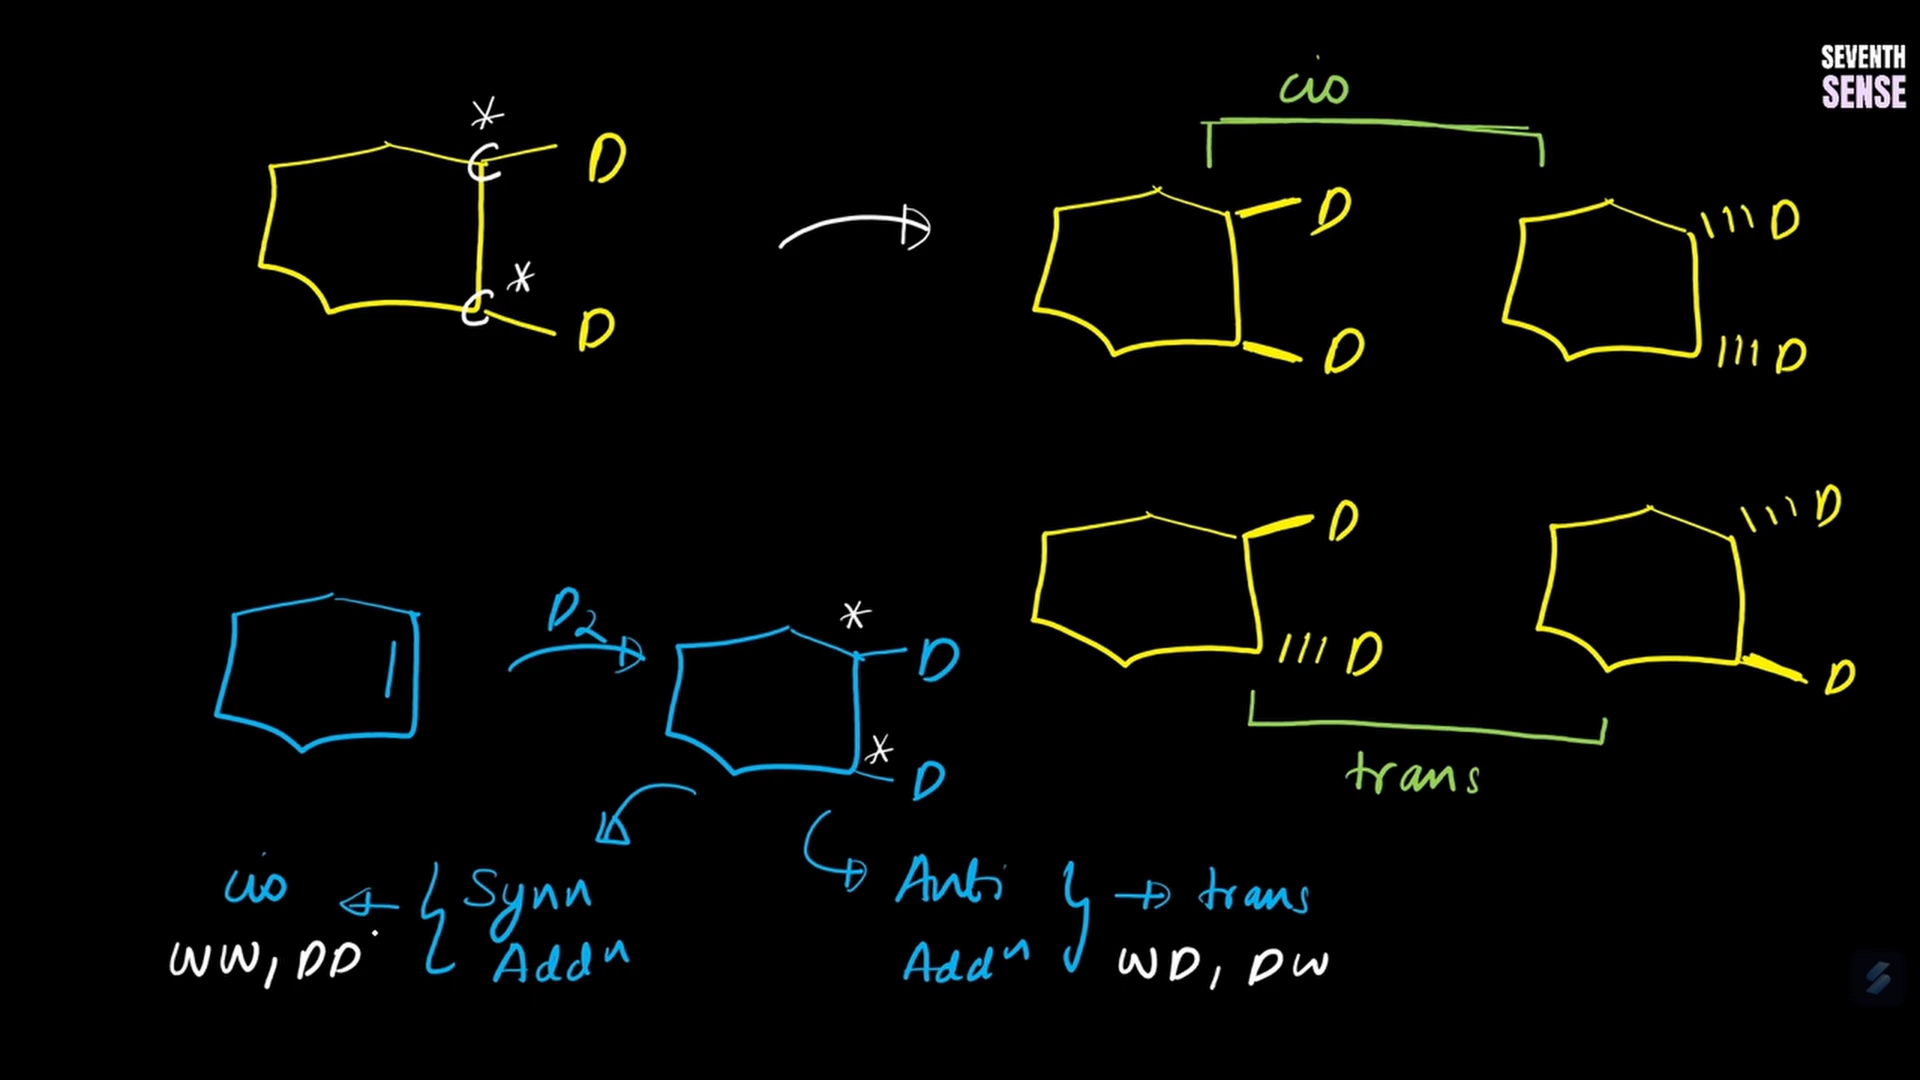 SEVENTH
SENSE
cis
*
C
D
*
C
D
D
D
D
D
D
D
D
D
trans
D2
*
D
*
D
cis ← { Synn Addn
WW, DD
Anti Addn } → trans
WD, DW